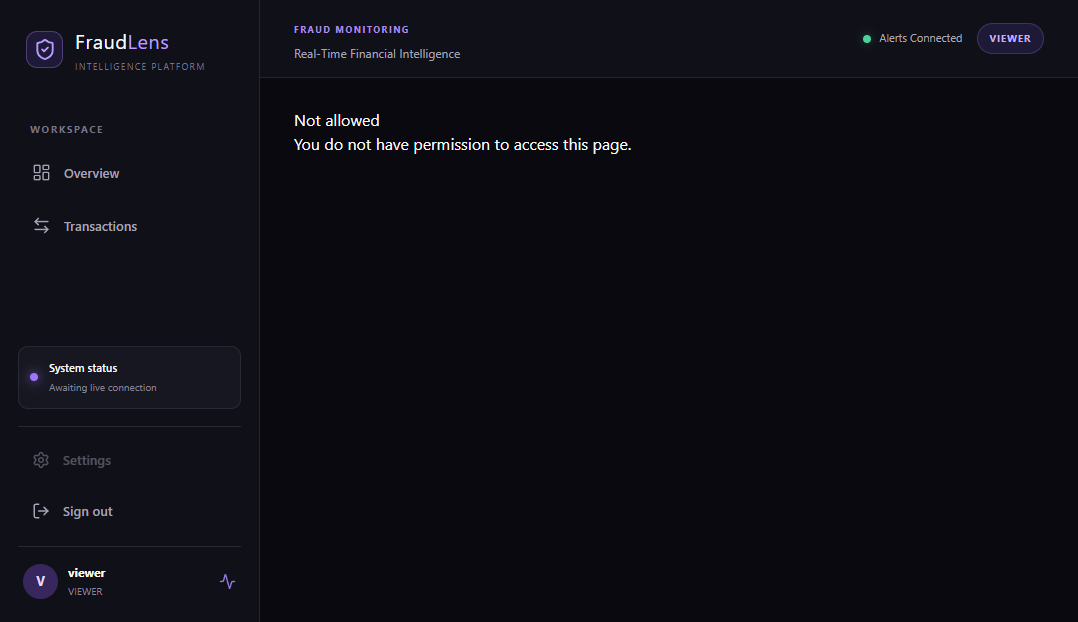 FraudLens
INTELLIGENCE PLATFORM
WORKSPACE
Overview
Transactions
System status
Awaiting live connection
Settings
Sign out
V
viewer
VIEWER
FRAUD MONITORING
Real-Time Financial Intelligence
Alerts Connected
VIEWER
Not allowed
You do not have permission to access this page.